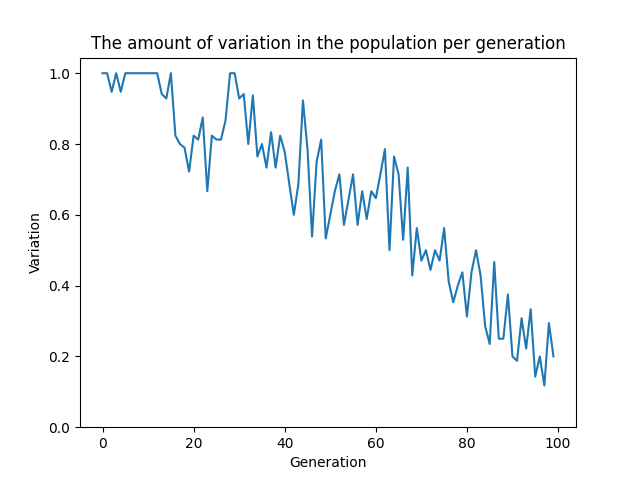 The amount of variation in the population per generation
1.0
0.8
0.6
0.4
0.2
0.0
Variation
0 20 40 60 80 100
Generation